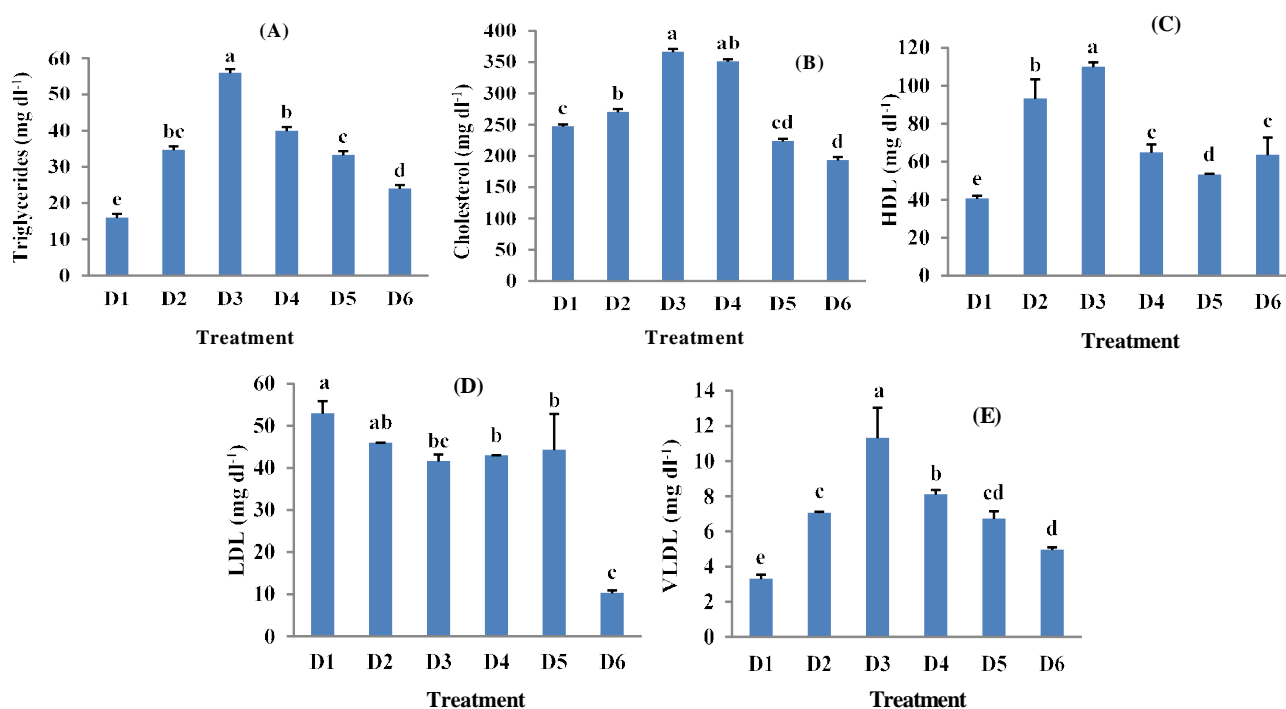 (A)
Triglycerides (mg dl-1)
60
50
40
30
20
10
0
e
bc
a
b
c
d
D1 D2 D3 D4 D5 D6
Treatment
(B)
Cholesterol (mg dl-1)
400
350
300
250
200
150
100
50
0
c
b
a
ab
cd
d
D1 D2 D3 D4 D5 D6
Treatment
(C)
HDL (mg dl-1)
120
100
80
60
40
20
0
e
b
a
c
d
c
D1 D2 D3 D4 D5 D6
Treatment
(D)
LDL (mg dl-1)
60
50
40
30
20
10
0
a
ab
bc
b
b
c
D1 D2 D3 D4 D5 D6
Treatment
(E)
VLDL (mg dl-1)
14
12
10
8
6
4
2
0
e
c
a
b
cd
d
D1 D2 D3 D4 D5 D6
Treatment